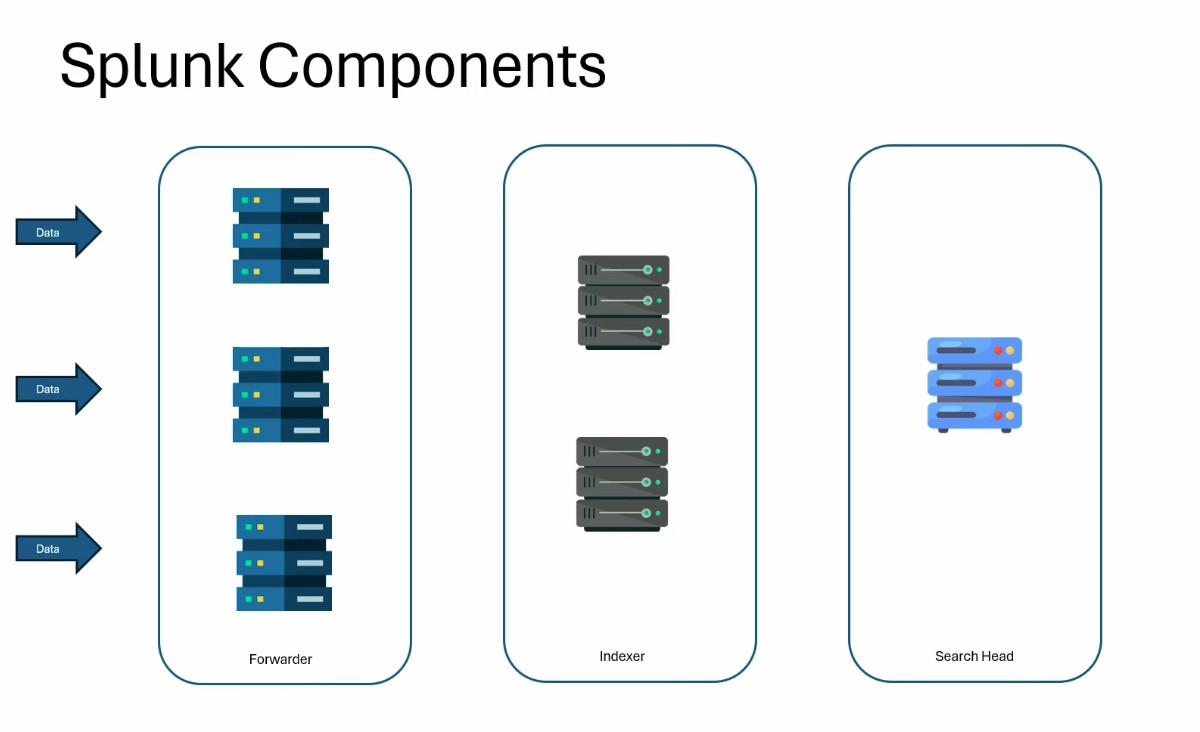 Splunk Components
Data
Data
Data
Forwarder
Indexer
Search Head